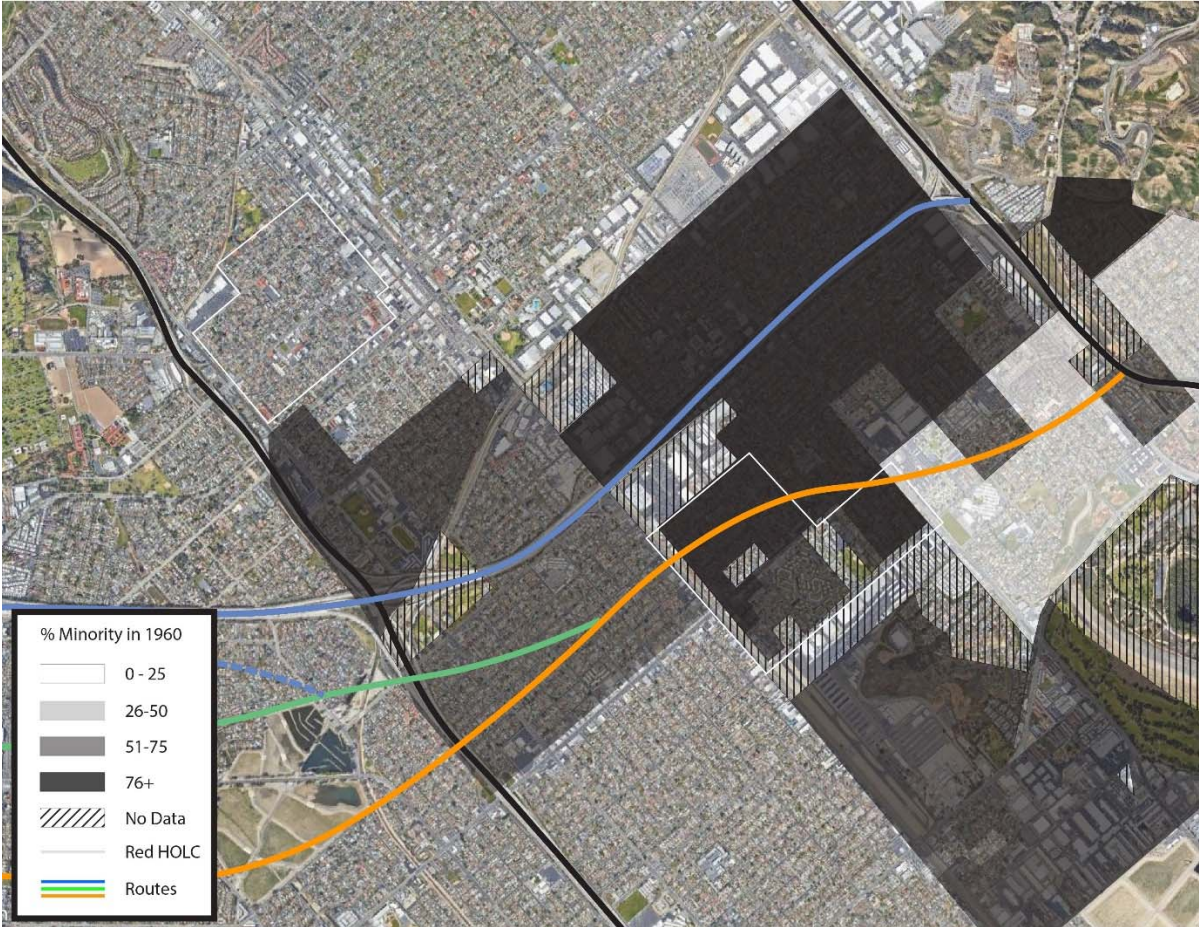 % Minority in 1960
0 - 25
26-50
51-75
76+
No Data
Red HOLC
Routes